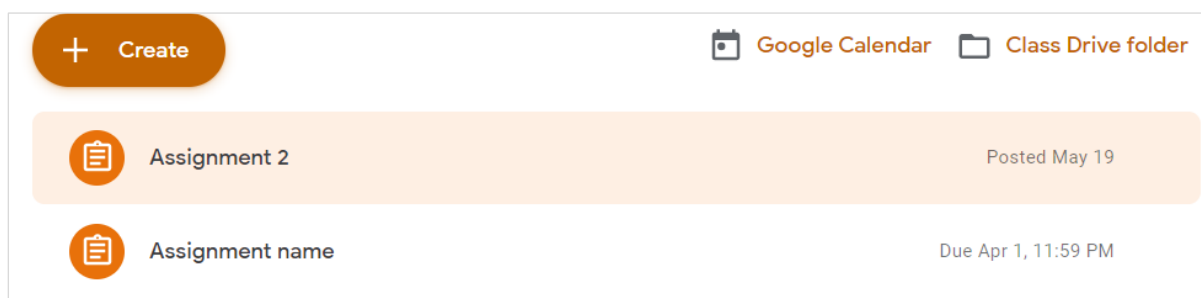 Create
Google Calendar
Class Drive folder
Assignment 2
Posted May 19
Assignment name
Due Apr 1, 11:59 PM